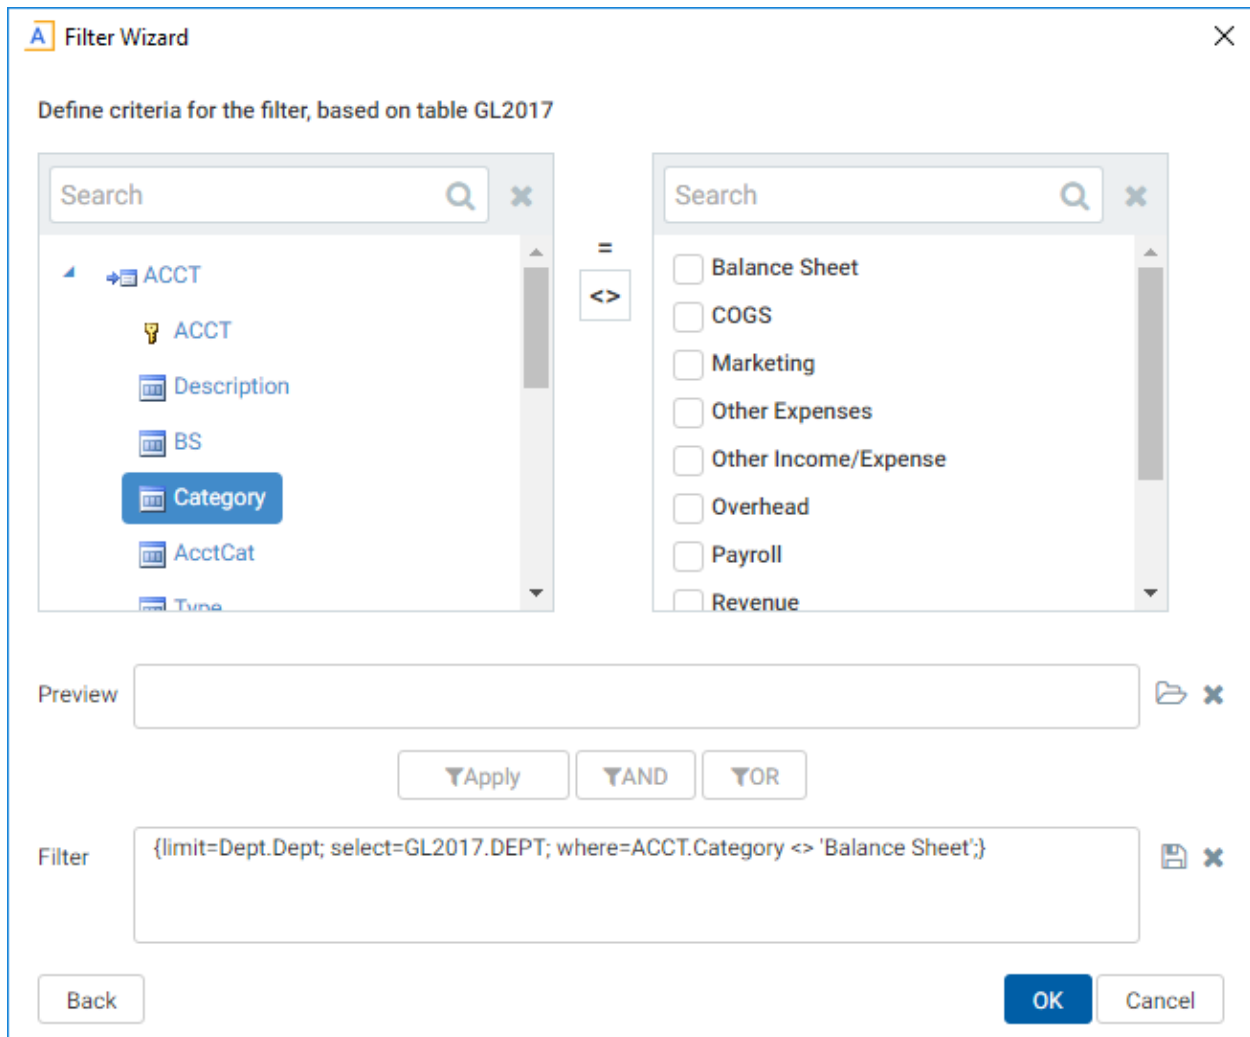 A Filter Wizard
Define criteria for the filter, based on table GL2017
Search
ACCT
ACCT
Description
BS
Category
AcctCat
Type
=
<>
Search
Balance Sheet
COGS
Marketing
Other Expenses
Other Income/Expense
Overhead
Payroll
Revenue
Preview
Apply AND OR
Filter {limit=Dept.Dept; select=GL2017.DEPT; where=ACCT.Category <> 'Balance Sheet';}
Back OK Cancel